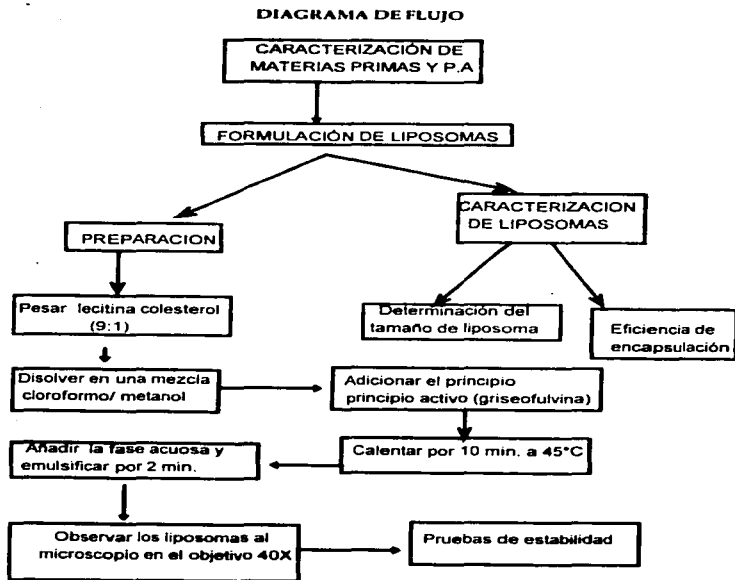 DIAGRAMA DE FLUJO
CARACTERIZACIÓN DE
MATERIAS PRIMAS Y P.A
FORMULACIÓN DE LIPOSOMAS
PREPARACION
CARACTERIZACION
DE LIPOSOMAS
Pesar lecitina colesterol
(9:1)
Determinación del
tamaño de liposoma
Eficiencia de
encapsulación
Disolver en una mezcla
cloroformo/ metanol
Adicionar el principio
principio activo (griseofulvina)
Añadir la fase acuosa y
emulsificar por 2 min.
Calentar por 10 min. a 45°C
Observar los liposomas al
microscopio en el objetivo 40X
Pruebas de estabilidad